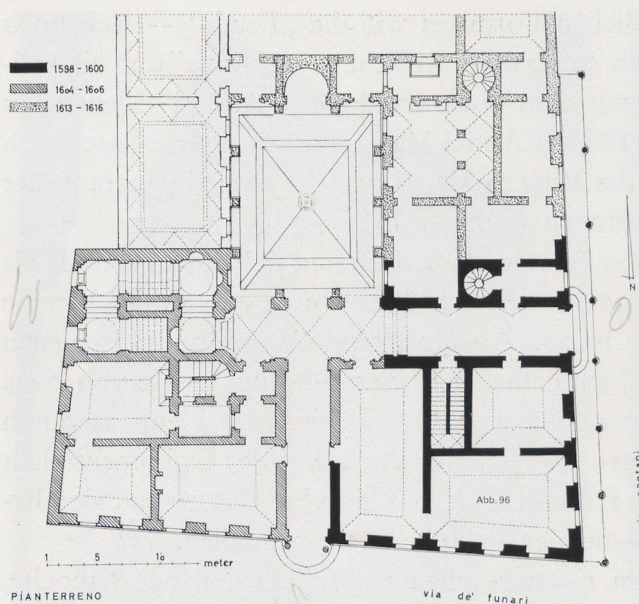 1598 - 1600
1604 - 1606
1613 - 1616
N
Abb. 96
1 5 10 meter
PIANTERRENO
via de' funari